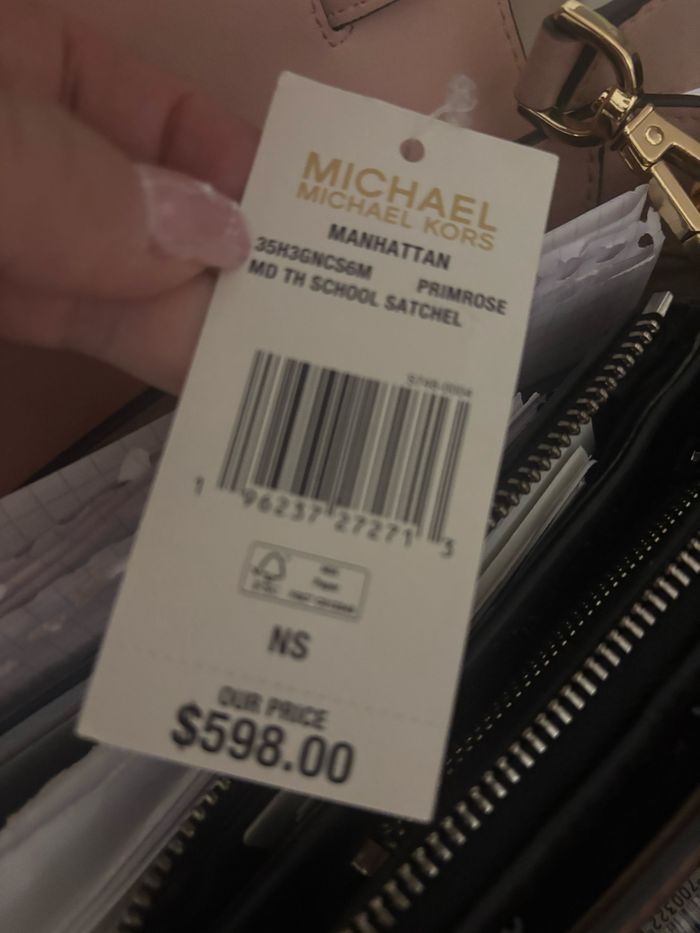 MICHAEL
MICHAEL KORS
MANHATTAN
35H3GNCS6M PRIMROSE
MD TH SCHOOL SATCHEL
1 96237 27271 3
NS
OUR PRICE
$598.00